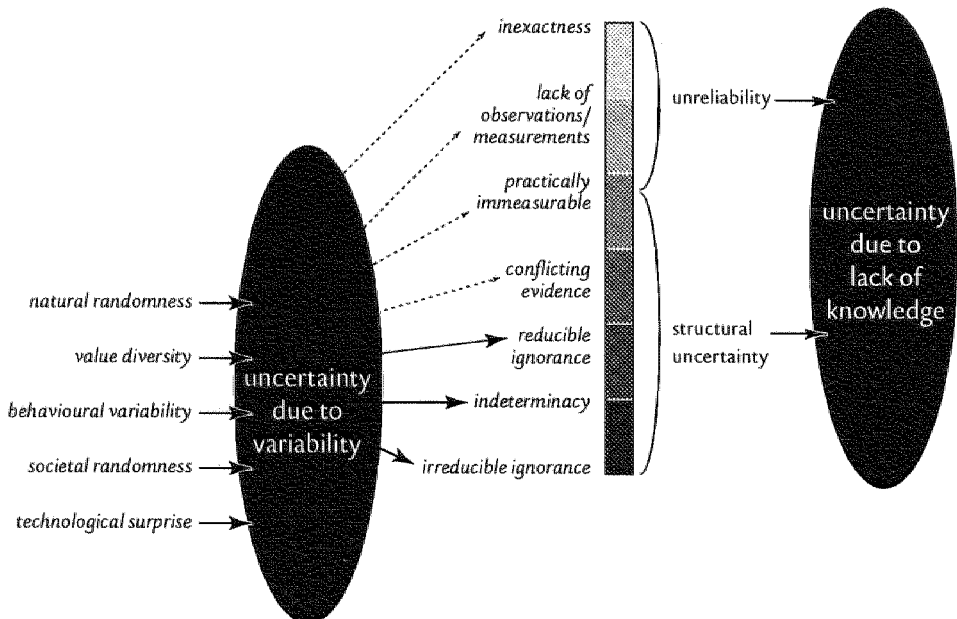 natural randomness
value diversity
behavioural variability
societal randomness
technological surprise
uncertainty
due to
variability
inexactness
lack of
observations/
measurements
practically
immeasurable
conflicting
evidence
reducible
ignorance
indeterminacy
irreducible ignorance
unreliability
structural
uncertainty
uncertainty
due to
lack of
knowledge